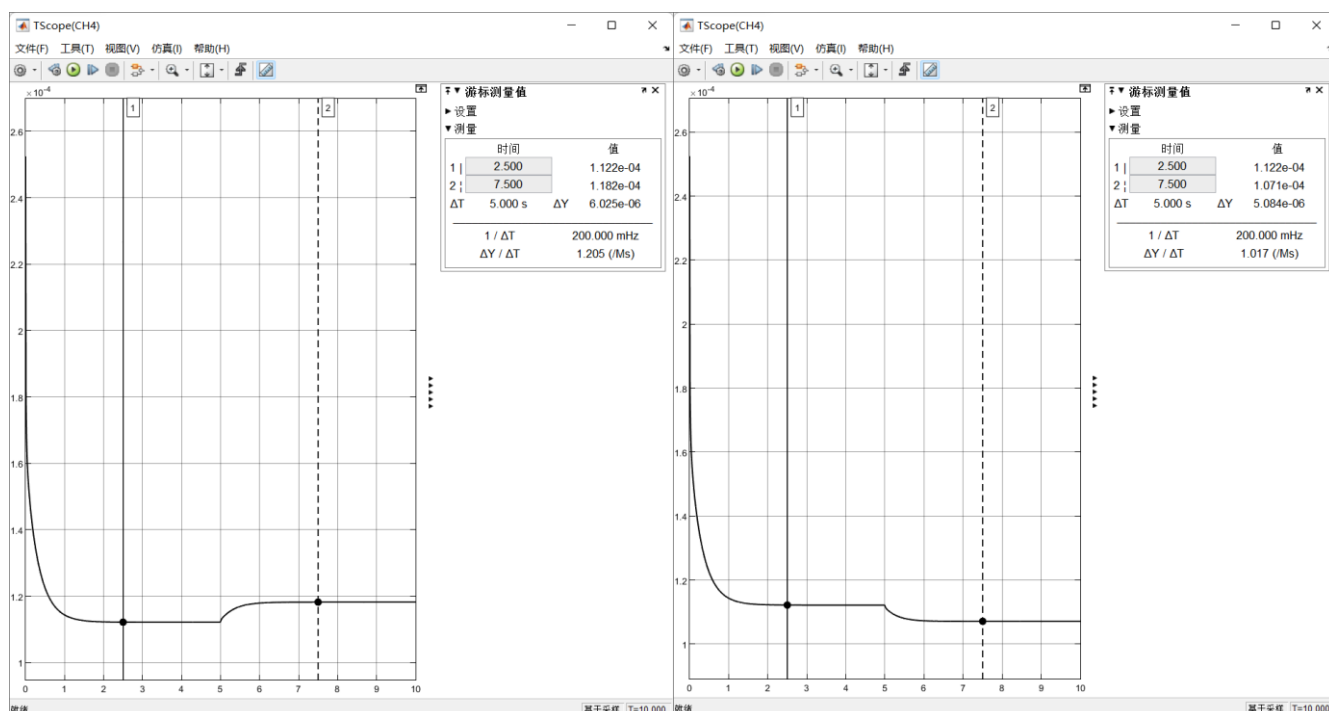 TScope(CH4)
文件(F) 工具(T) 视图(V) 仿真(I) 帮助(H)
×10⁻⁴
2.6
2.4
2.2
2
1.8
1.6
1.4
1.2
1
0 1 2 3 4 5 6 7 8 9 10
1
2
游标测量值
设置
测量
时间 值
1 | 2.500 1.122e-04
2 ¦ 7.500 1.182e-04
ΔT 5.000 s ΔY 6.025e-06
1 / ΔT 200.000 mHz
ΔY / ΔT 1.205 (/Ms)
就绪
基于采样 T=10.000
TScope(CH4)
文件(F) 工具(T) 视图(V) 仿真(I) 帮助(H)
×10⁻⁴
2.6
2.4
2.2
2
1.8
1.6
1.4
1.2
1
0 1 2 3 4 5 6 7 8 9 10
1
2
游标测量值
设置
测量
时间 值
1 | 2.500 1.122e-04
2 ¦ 7.500 1.071e-04
ΔT 5.000 s ΔY 5.084e-06
1 / ΔT 200.000 mHz
ΔY / ΔT 1.017 (/Ms)
就绪
基于采样 T=10.000